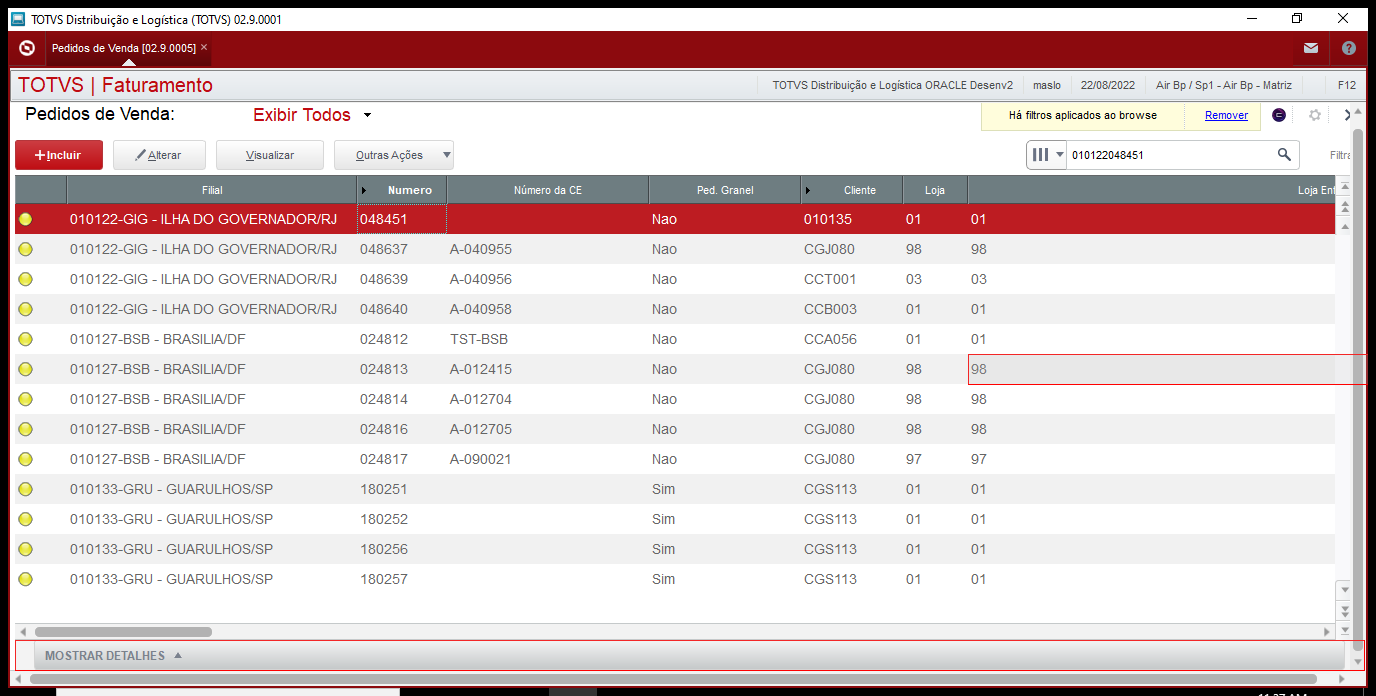 TOTVS Distribuição e Logística (TOTVS) 02.9.0001
Pedidos de Venda [02.9.0005] ×
TOTVS | Faturamento
TOTVS Distribuição e Logística ORACLE Desenv2 maslo 22/08/2022 Air Bp / Sp1 - Air Bp - Matriz F12
Pedidos de Venda: Exibir Todos
Há filtros aplicados ao browse Remover
+Incluir Alterar Visualizar Outras Ações 010122048451 Filtra
Filial Numero Número da CE Ped. Granel Cliente Loja Loja Ent
010122-GIG - ILHA DO GOVERNADOR/RJ 048451 Nao 010135 01 01
010122-GIG - ILHA DO GOVERNADOR/RJ 048637 A-040955 Nao CGJ080 98 98
010122-GIG - ILHA DO GOVERNADOR/RJ 048639 A-040956 Nao CCT001 03 03
010122-GIG - ILHA DO GOVERNADOR/RJ 048640 A-040958 Nao CCB003 01 01
010127-BSB - BRASILIA/DF 024812 TST-BSB Nao CCA056 01 01
010127-BSB - BRASILIA/DF 024813 A-012415 Nao CGJ080 98 98
010127-BSB - BRASILIA/DF 024814 A-012704 Nao CGJ080 98 98
010127-BSB - BRASILIA/DF 024816 A-012705 Nao CGJ080 98 98
010127-BSB - BRASILIA/DF 024817 A-090021 Nao CGJ080 97 97
010133-GRU - GUARULHOS/SP 180251 Sim CGS113 01 01
010133-GRU - GUARULHOS/SP 180252 Sim CGS113 01 01
010133-GRU - GUARULHOS/SP 180256 Sim CGS113 01 01
010133-GRU - GUARULHOS/SP 180257 Sim CGS113 01 01
MOSTRAR DETALHES